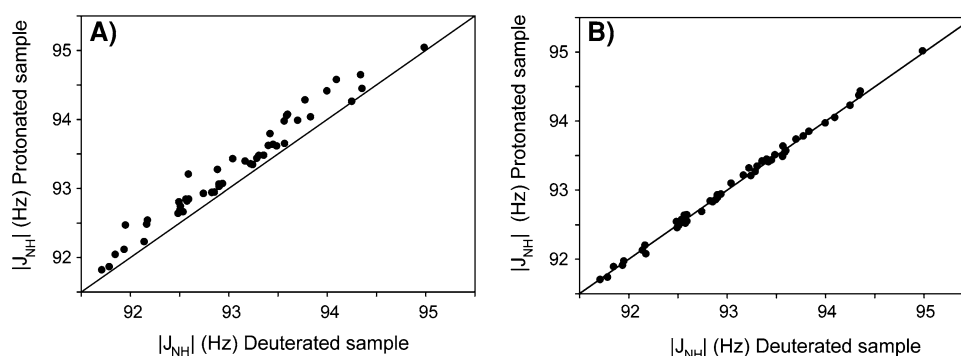 A)
|J_NH| (Hz) Protonated sample
95
94
93
92
92 93 94 95
|J_NH| (Hz) Deuterated sample
B)
|J_NH| (Hz) Protonated sample
95
94
93
92
92 93 94 95
|J_NH| (Hz) Deuterated sample